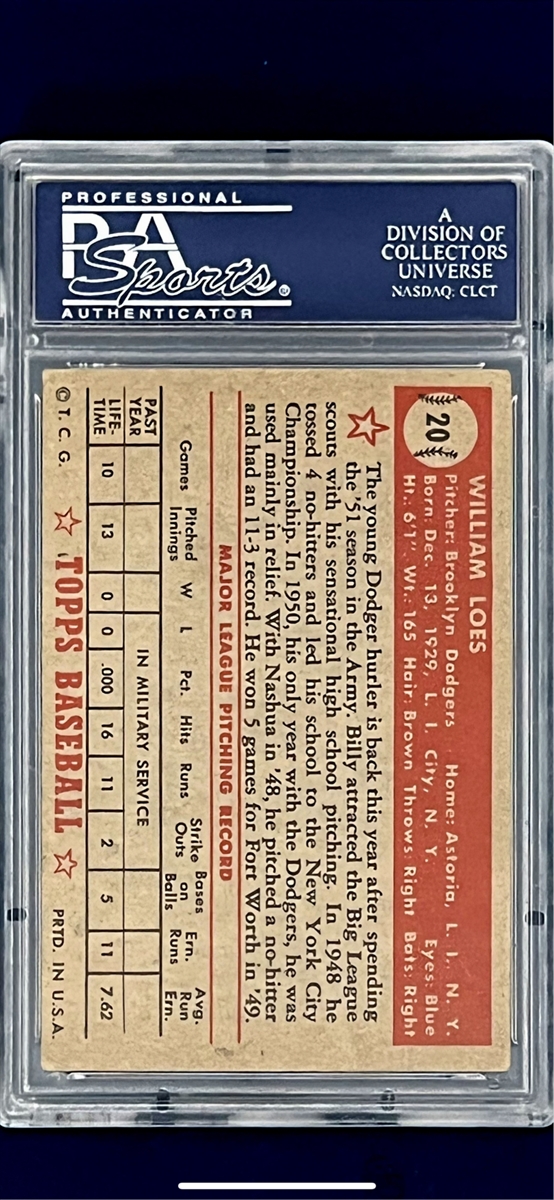 PROFESSIONAL
PSA
Sports®
AUTHENTICATOR
A
DIVISION OF
COLLECTORS
UNIVERSE
NASDAQ: CLCT
20
WILLIAM LOES
Pitcher: Brooklyn Dodgers Home: Astoria, L. I., N. Y.
Born: Dec. 13, 1929, L. I. City, N. Y. Eyes: Blue
Ht.: 6'1" Wt.: 165 Hair: Brown Throws: Right Bats: Right
The young Dodger hurler is back this year after spending
the '51 season in the Army. Billy attracted the Big League
scouts with his sensational high school pitching. In 1948 he
tossed 4 no-hitters and led his school to the New York City
Championship. In 1950, his only year with the Dodgers, he was
used mainly in relief. With Nashua in '48, he pitched a no-hitter
and had an 11-3 record. He won 5 games for Fort Worth in '49.
MAJOR LEAGUE PITCHING RECORD
Games Pitched Innings W L Pct. Hits Runs Strike Outs Bases on Balls Ern. Runs Avg. Ern. Run
PAST YEAR IN MILITARY SERVICE
LIFE-TIME 10 13 0 0 .000 16 11 2 5 11 7.62
© T. C. G. TOPPS BASEBALL PRTD. IN U.S.A.